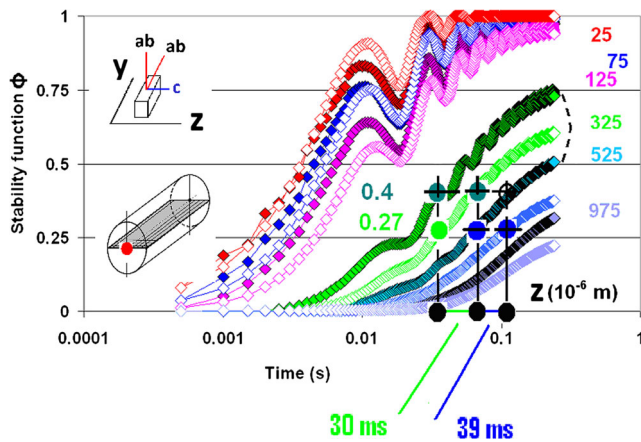 ab
ab
y
c
z
Stability function Φ
1
0.75
0.5
0.25
0
25
75
125
325
525
975
0.4
0.27
z (10⁻⁶ m)
0.0001
0.001
0.01
0.1
1
Time (s)
30 ms
39 ms